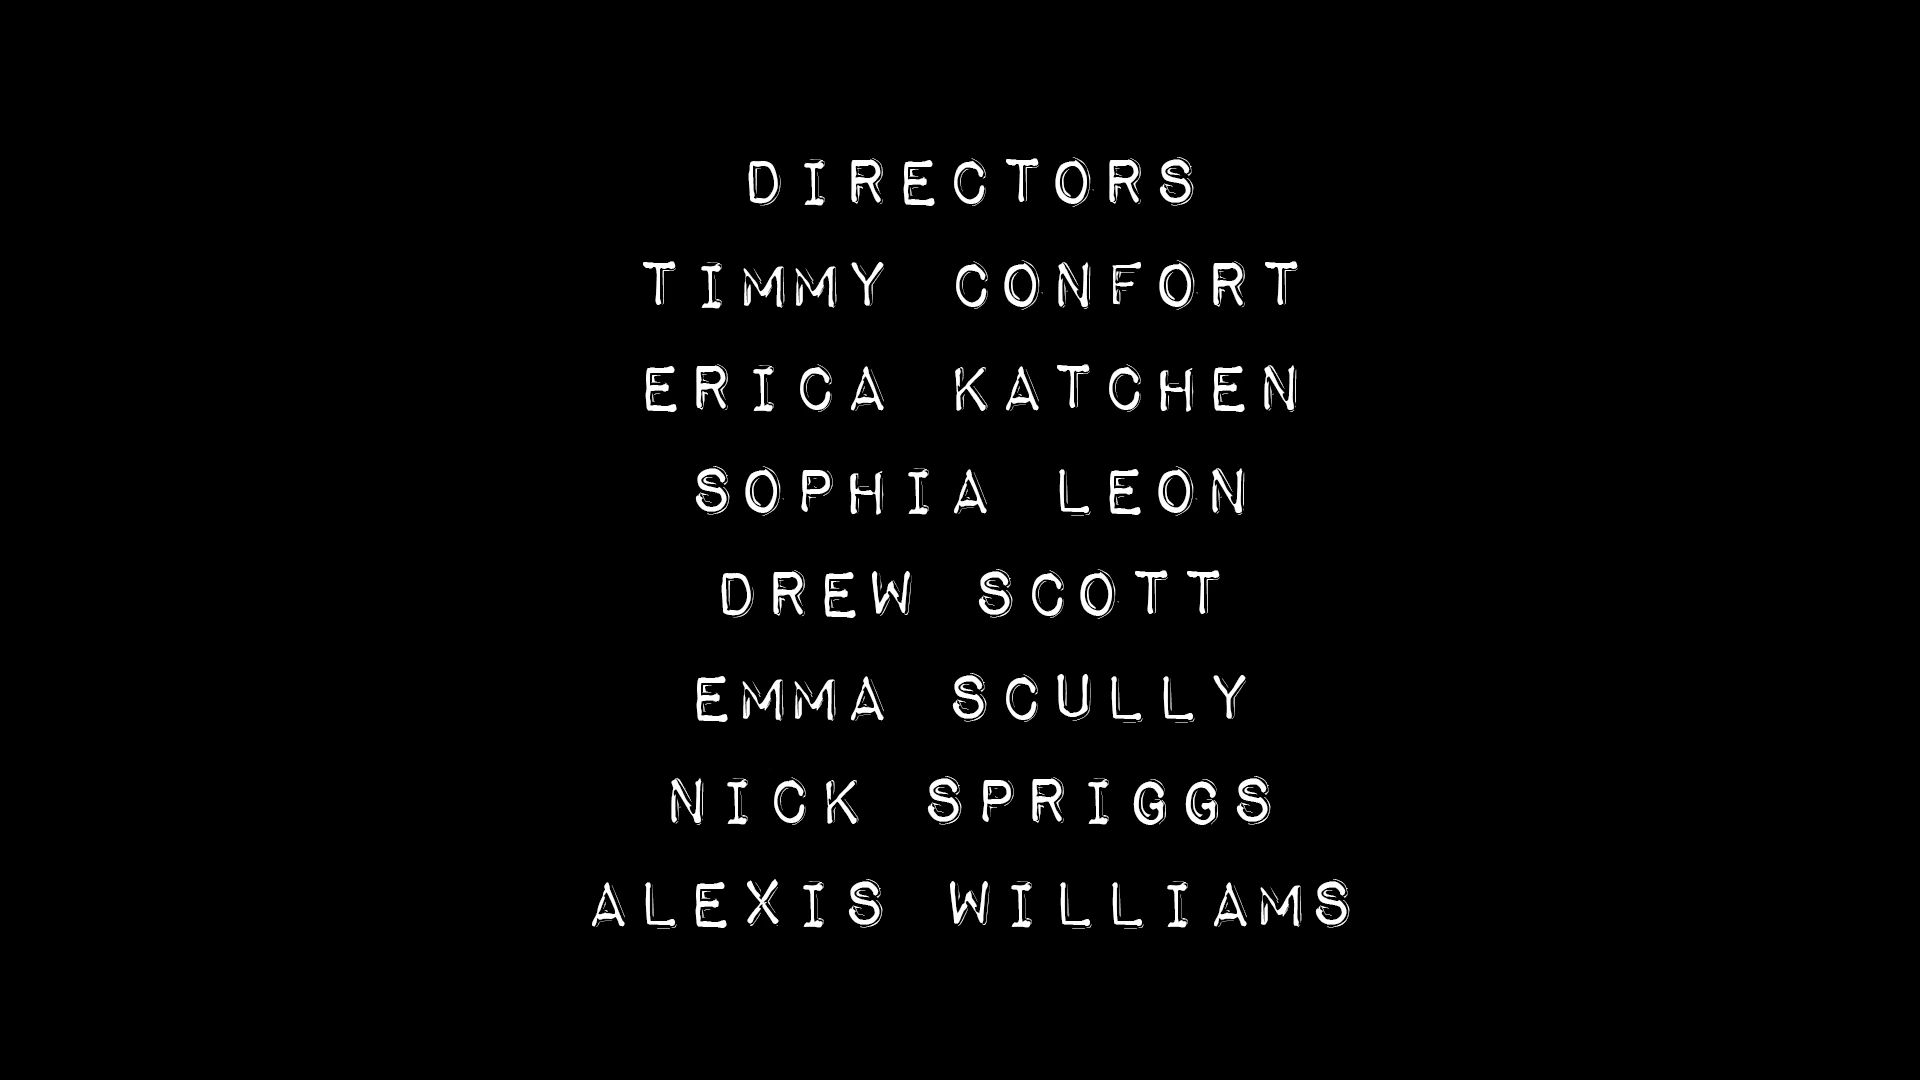 DIRECTORS
TIMMY CONFORT
ERICA KATCHEN
SOPHIA LEON
DREW SCOTT
EMMA SCULLY
NICK SPRIGGS
ALEXIS WILLIAMS